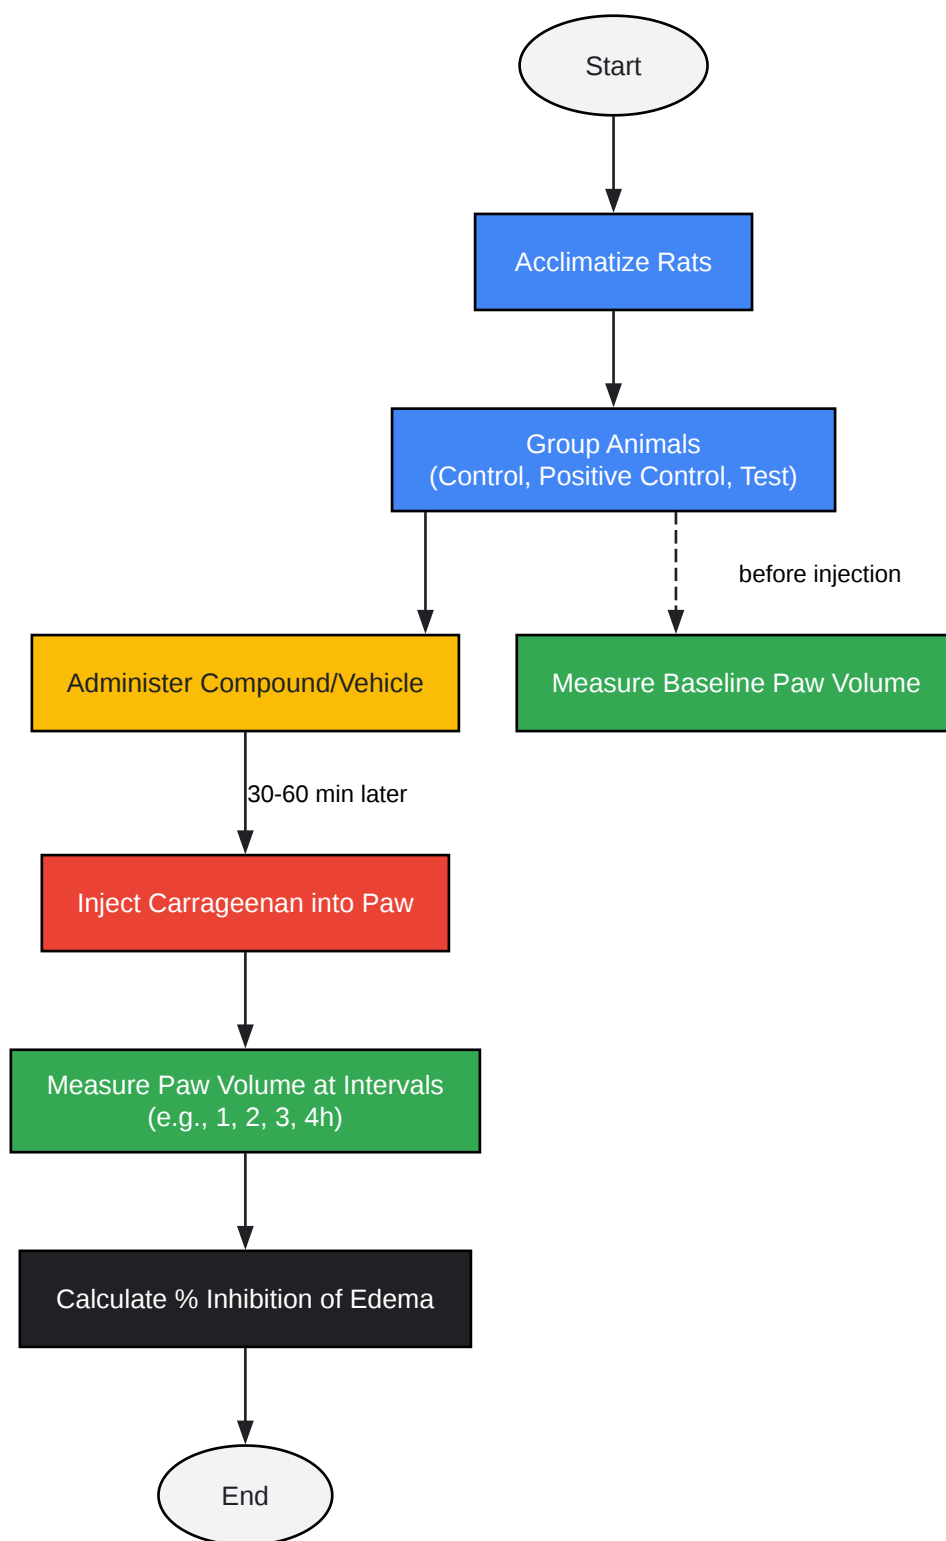 Start
Acclimatize Rats
Group Animals
(Control, Positive Control, Test)
before injection
Administer Compound/Vehicle
Measure Baseline Paw Volume
30-60 min later
Inject Carrageenan into Paw
Measure Paw Volume at Intervals
(e.g., 1, 2, 3, 4h)
Calculate % Inhibition of Edema
End